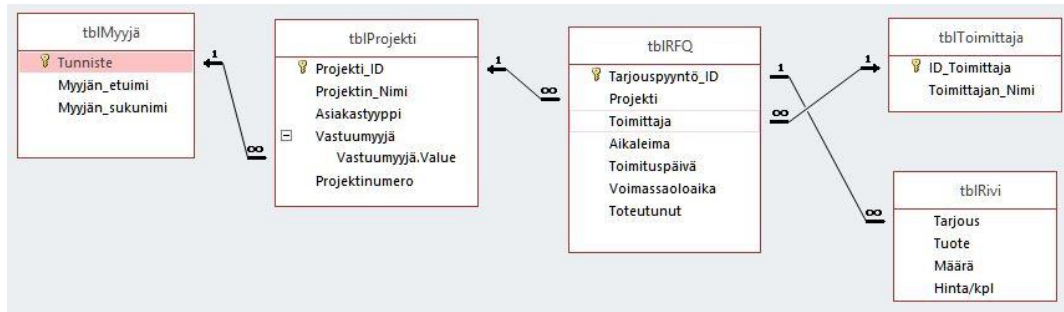 tblMyyjä
Tunniste
Myyjän_etuimi
Myyjän_sukunimi
1
∞
tblProjekti
Projekti_ID
Projektin_Nimi
Asiakastyyppi
Vastuumyyjä
Vastuumyyjä.Value
Projektinumero
1
∞
tblRFQ
Tarjouspyyntö_ID
Projekti
Toimittaja
Aikaleima
Toimituspäivä
Voimassaoloaika
Toteutunut
1
∞
1
∞
tblToimittaja
ID_Toimittaja
Toimittajan_Nimi
tblRivi
Tarjous
Tuote
Määrä
Hinta/kpl